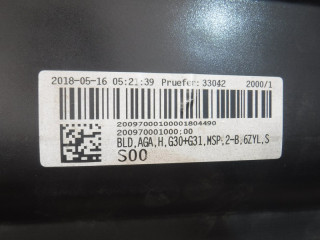 2018-05-16 05:21:39 Pruefer:33042 2000/1
20097000100001804490
200970001000;00
BLD,AGA,H,G30+G31,MSP,2-B,6ZYL,S
S00